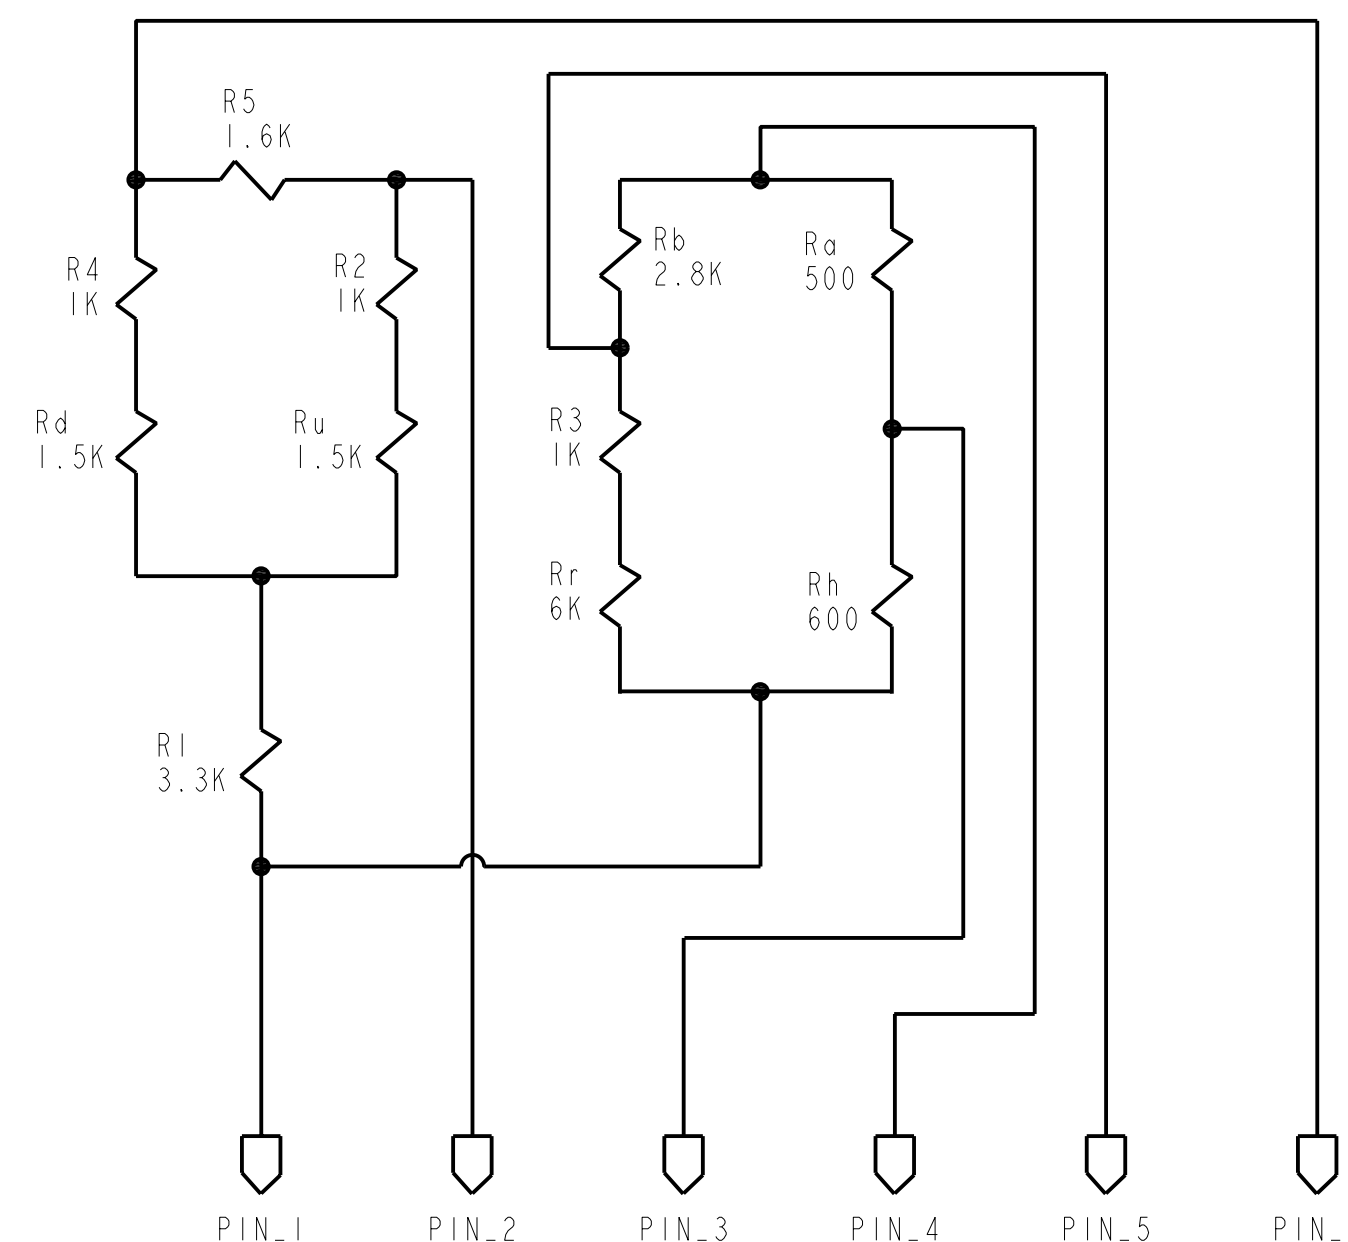 R5
1.6K
Rb
2.8K
Ra
500
R4
1K
R2
1K
Rd
1.5K
Ru
1.5K
R3
1K
Rr
6K
Rh
600
R1
3.3K
PIN_1
PIN_2
PIN_3
PIN_4
PIN_5
PIN_